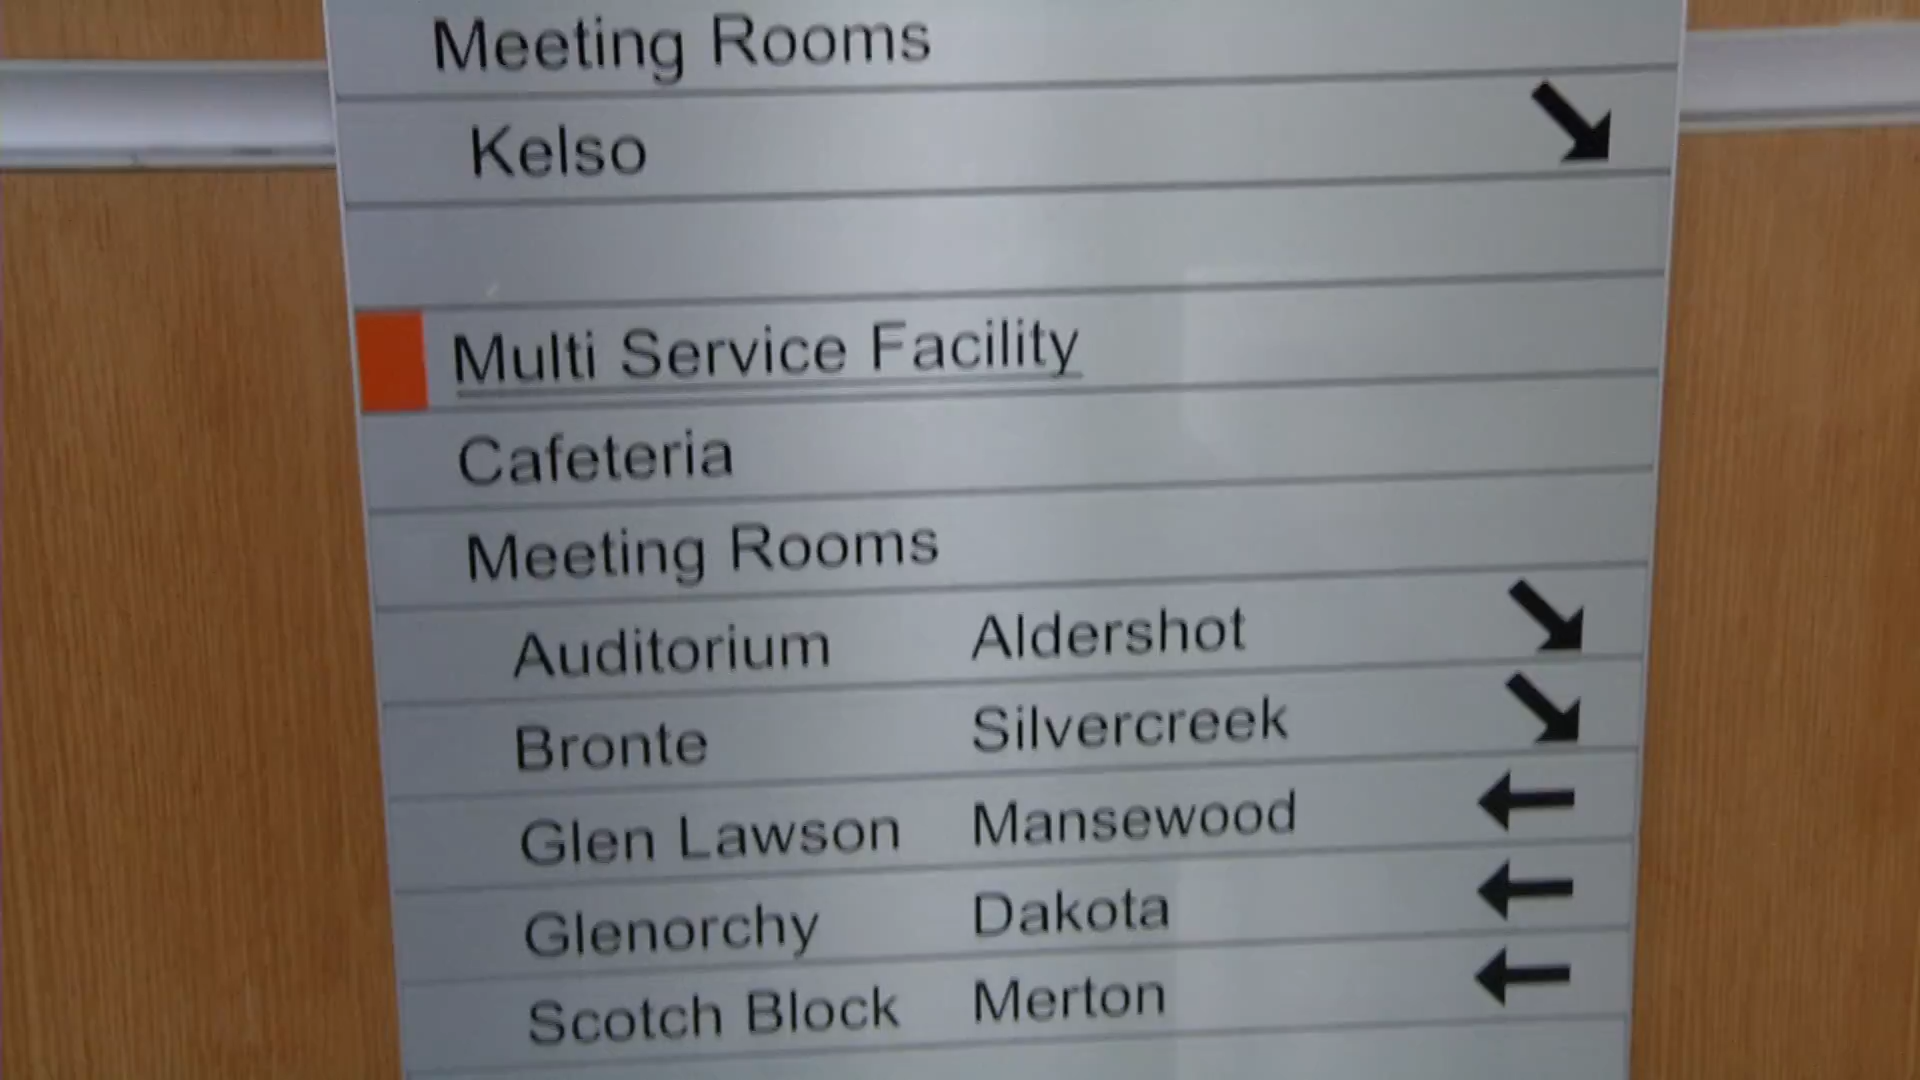 Meeting Rooms
Kelso
Multi Service Facility
Cafeteria
Meeting Rooms
Auditorium Aldershot
Bronte Silvercreek
Glen Lawson Mansewood
Glenorchy Dakota
Scotch Block Merton